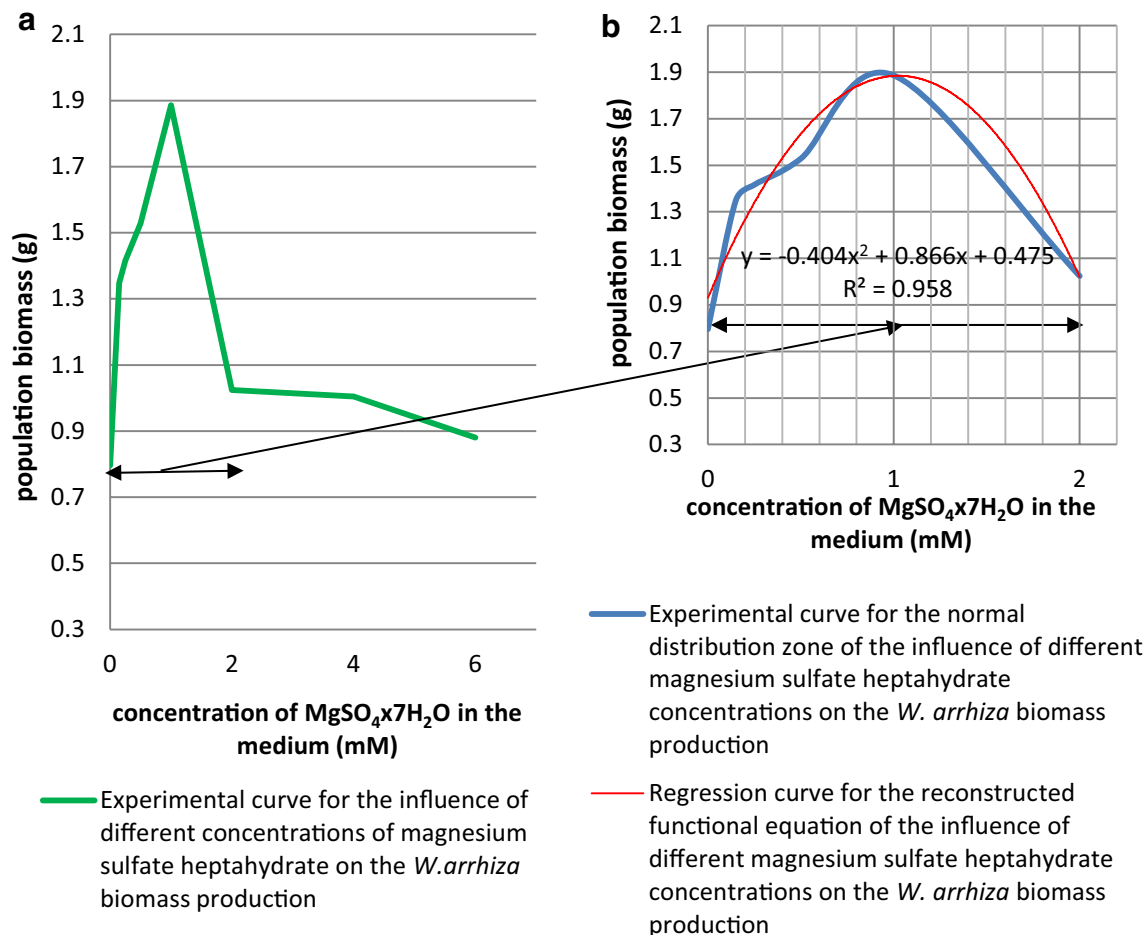 a
2.1
1.9
1.7
1.5
1.3
1.1
0.9
0.7
0.5
0.3
population biomass (g)
0 2 4 6
concentration of MgSO₄x7H₂O in the
medium (mM)
Experimental curve for the influence of
different concentrations of magnesium
sulfate heptahydrate on the W.arrhiza
biomass production
b
2.1
1.9
1.7
1.5
1.3
1.1
0.9
0.7
0.5
0.3
population biomass (g)
y = -0.404x² + 0.866x + 0.475
R² = 0.958
0 1 2
concentration of MgSO₄x7H₂O in the
medium (mM)
Experimental curve for the normal
distribution zone of the influence of different
magnesium sulfate heptahydrate
concentrations on the W. arrhiza biomass
production
Regression curve for the reconstructed
functional equation of the influence of
different magnesium sulfate heptahydrate
concentrations on the W. arrhiza biomass
production